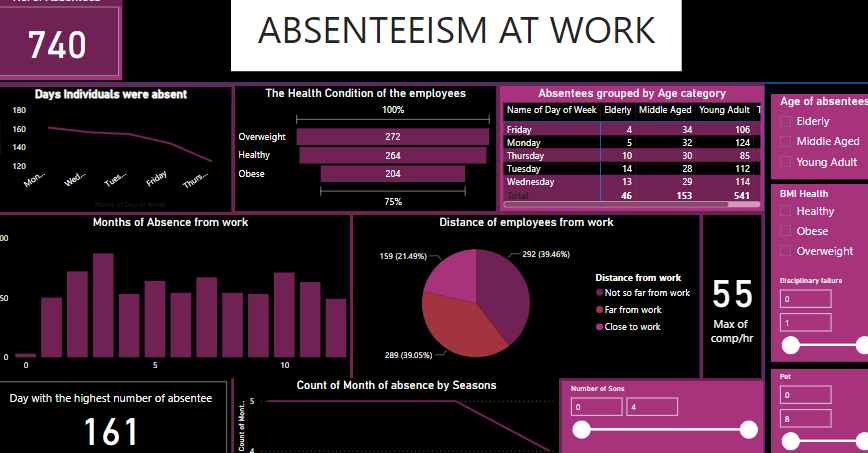 740
ABSENTEEISM AT WORK
Days Individuals were absent
180
160
140
120
Mon...
Wed...
Tues...
Friday
Thurs...
Name of Day of Week
The Health Condition of the employees
100%
Overweight 272
Healthy 264
Obese 204
75%
Absentees grouped by Age category
Name of Day of Week Elderly Middle Aged Young Adult T
Friday 4 34 106
Monday 5 32 124
Thursday 10 30 85
Tuesday 14 28 112
Wednesday 13 29 114
Total 46 153 541
Age of absentees
Elderly
Middle Aged
Young Adult
BMI Health
Healthy
Obese
Overweight
Disciplinary failure
0
1
Pet
0
8
Months of Absence from work
00
50
0
0 5 10
Distance of employees from work
159 (21.49%)
292 (39.46%)
289 (39.05%)
Distance from work
Not so far from work
Far from work
Close to work
55
Max of
comp/hr
Day with the highest number of absentee
161
Count of Month of absence by Seasons
Count of Mont...
5
4
Number of Sons
0 4